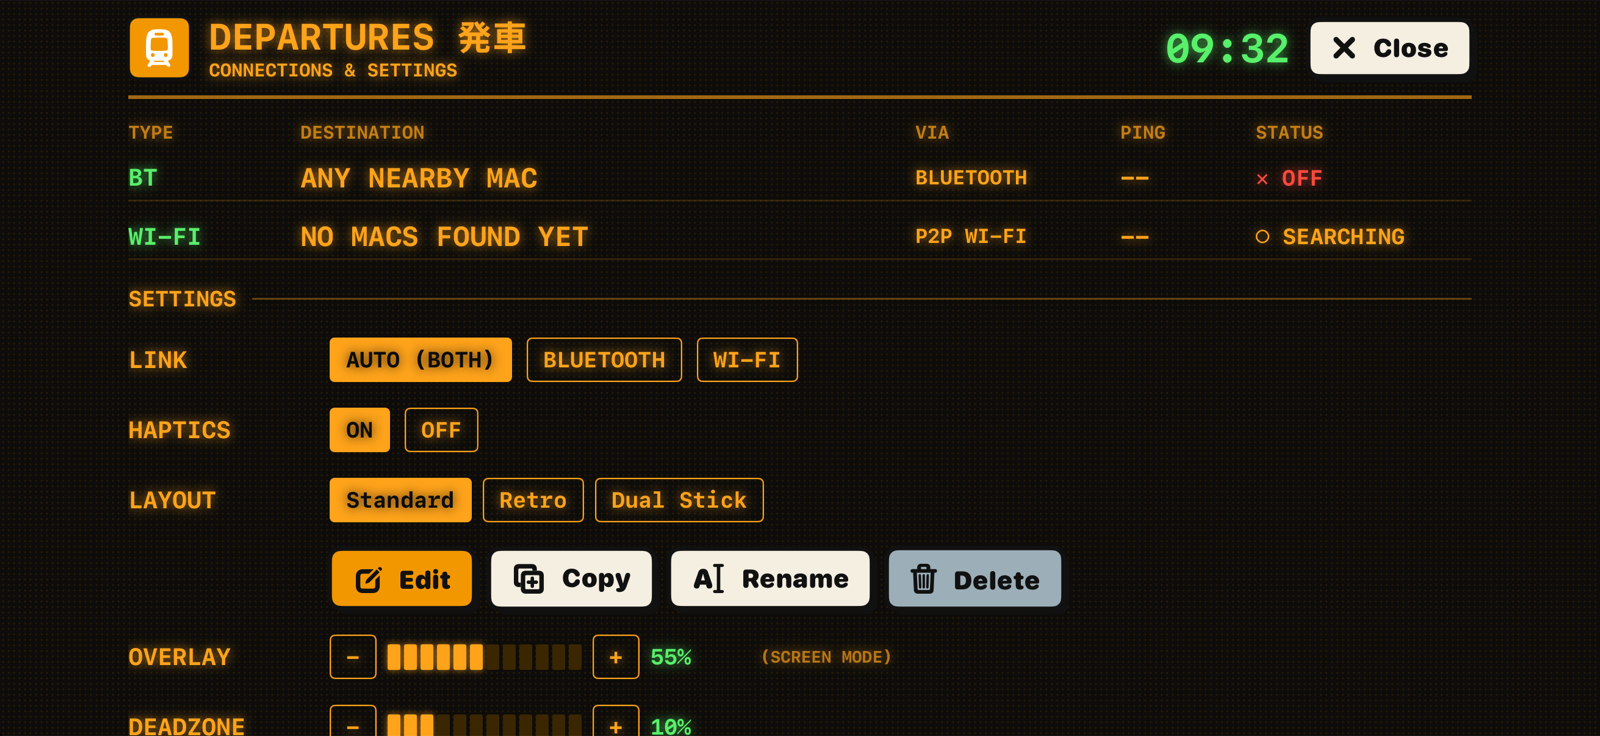 DEPARTURES 発車
CONNECTIONS & SETTINGS
09:32
Close
TYPE DESTINATION VIA PING STATUS
BT ANY NEARBY MAC BLUETOOTH -- × OFF
WI-FI NO MACS FOUND YET P2P WI-FI -- ○ SEARCHING
SETTINGS
LINK AUTO (BOTH) BLUETOOTH WI-FI
HAPTICS ON OFF
LAYOUT Standard Retro Dual Stick
Edit Copy Rename Delete
OVERLAY - + 55% (SCREEN MODE)
DEADZONE - + 10%